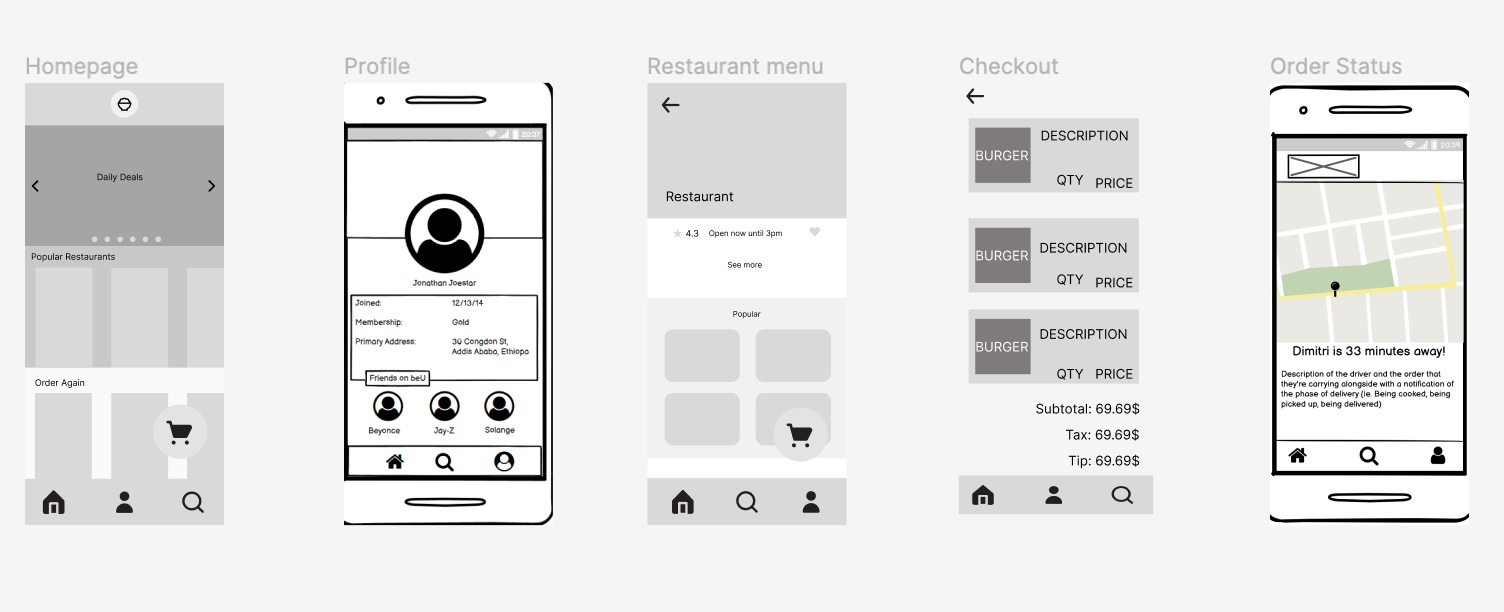 Homepage
Daily Deals
Popular Restaurants
Order Again
Profile
20:37
Jonathan Joestar
Joined: 12/13/14
Membership: Gold
Primary Address: 30 Congdon St,
Addis Ababa, Ethiopa
Friends on beU
Beyonce Jay-Z Solange
Restaurant menu
Restaurant
4.3 Open now until 3pm
See more
Popular
Checkout
BURGER
DESCRIPTION
QTY PRICE
BURGER
DESCRIPTION
QTY PRICE
BURGER
DESCRIPTION
QTY PRICE
Subtotal: 69.69$
Tax: 69.69$
Tip: 69.69$
Order Status
20:39
Dimitri is 33 minutes away!
Description of the driver and the order that
they're carrying alongside with a notification of
the phase of delivery (ie. Being cooked, being
picked up, being delivered)